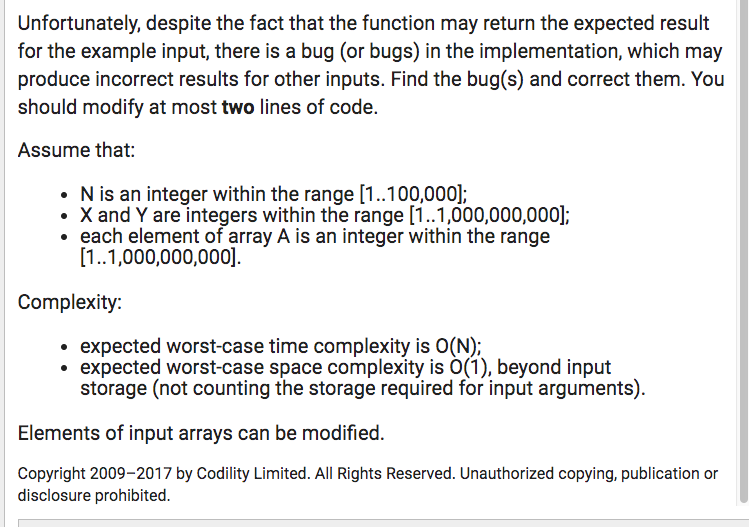 Unfortunately, despite the fact that the function may return the expected result
for the example input, there is a bug (or bugs) in the implementation, which may
produce incorrect results for other inputs. Find the bug(s) and correct them. You
should modify at most two lines of code.
Assume that:
• N is an integer within the range [1..100,000];
• X and Y are integers within the range [1..1,000,000,000];
• each element of array A is an integer within the range
[1..1,000,000,000].
Complexity:
• expected worst-case time complexity is O(N);
• expected worst-case space complexity is O(1), beyond input
storage (not counting the storage required for input arguments).
Elements of input arrays can be modified.
Copyright 2009–2017 by Codility Limited. All Rights Reserved. Unauthorized copying, publication or
disclosure prohibited.